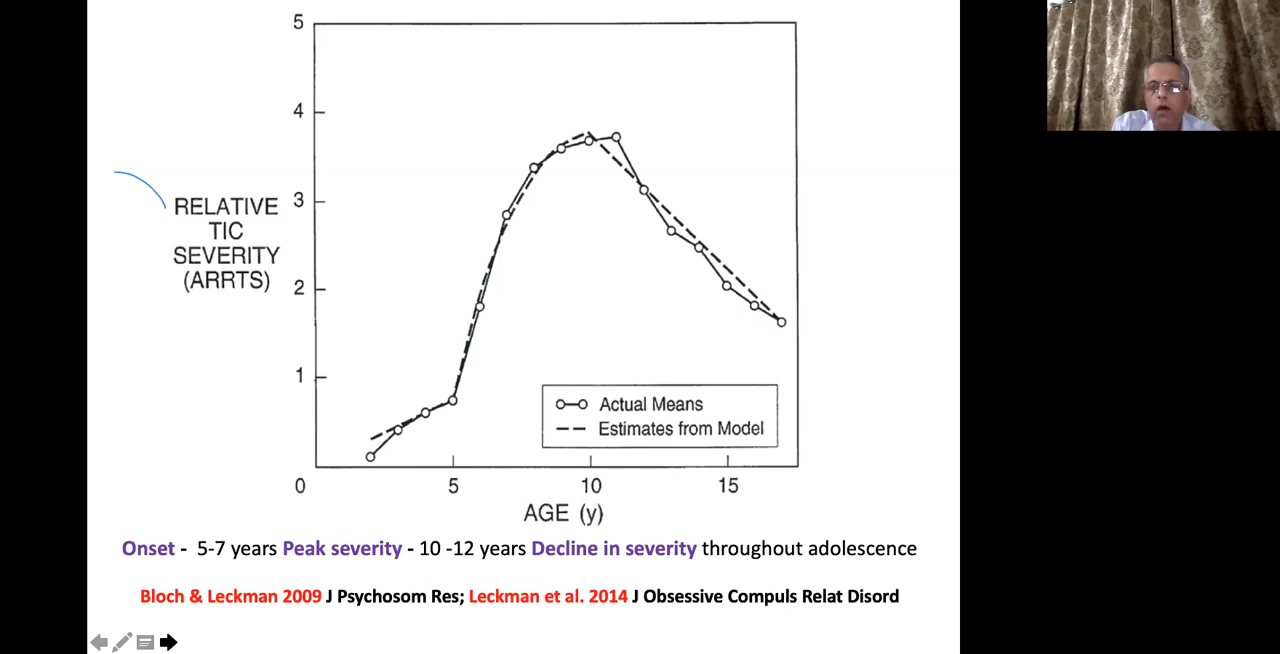 5
4
3
2
1
RELATIVE
TIC
SEVERITY
(ARRTS)
Actual Means
Estimates from Model
0 5 10 15
AGE (y)
Onset - 5-7 years Peak severity - 10 -12 years Decline in severity throughout adolescence
Bloch & Leckman 2009 J Psychosom Res; Leckman et al. 2014 J Obsessive Compuls Relat Disord